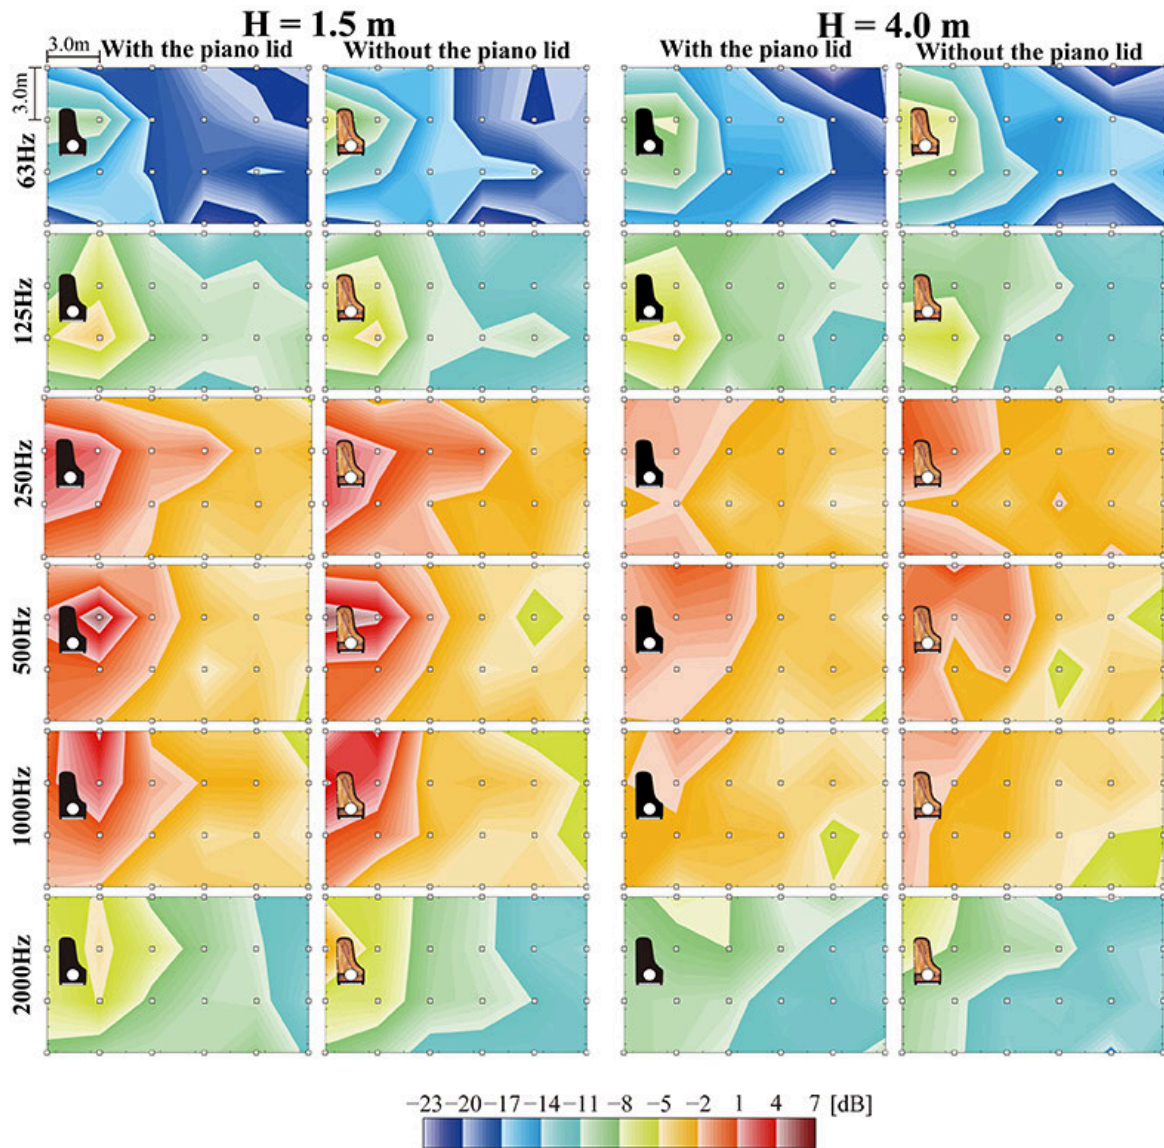 H = 1.5 m
H = 4.0 m
3.0m
With the piano lid
Without the piano lid
With the piano lid
Without the piano lid
3.0m
63Hz
125Hz
250Hz
500Hz
1000Hz
2000Hz
−23 −20 −17 −14 −11 −8 −5 −2 1 4 7 [dB]